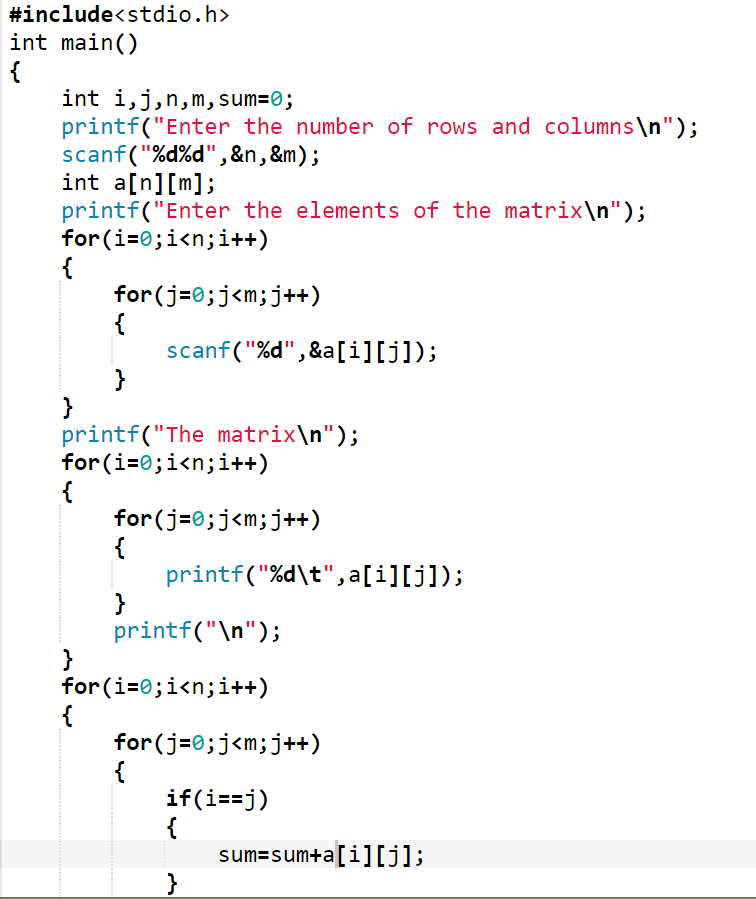 #include<stdio.h>
int main()
{
    int i,j,n,m,sum=0;
    printf("Enter the number of rows and columns\n");
    scanf("%d%d",&n,&m);
    int a[n][m];
    printf("Enter the elements of the matrix\n");
    for(i=0;i<n;i++)
    {
        for(j=0;j<m;j++)
        {
            scanf("%d",&a[i][j]);
        }
    }
    printf("The matrix\n");
    for(i=0;i<n;i++)
    {
        for(j=0;j<m;j++)
        {
            printf("%d\t",a[i][j]);
        }
        printf("\n");
    }
    for(i=0;i<n;i++)
    {
        for(j=0;j<m;j++)
        {
            if(i==j)
            {
                sum=sum+a[i][j];
            }